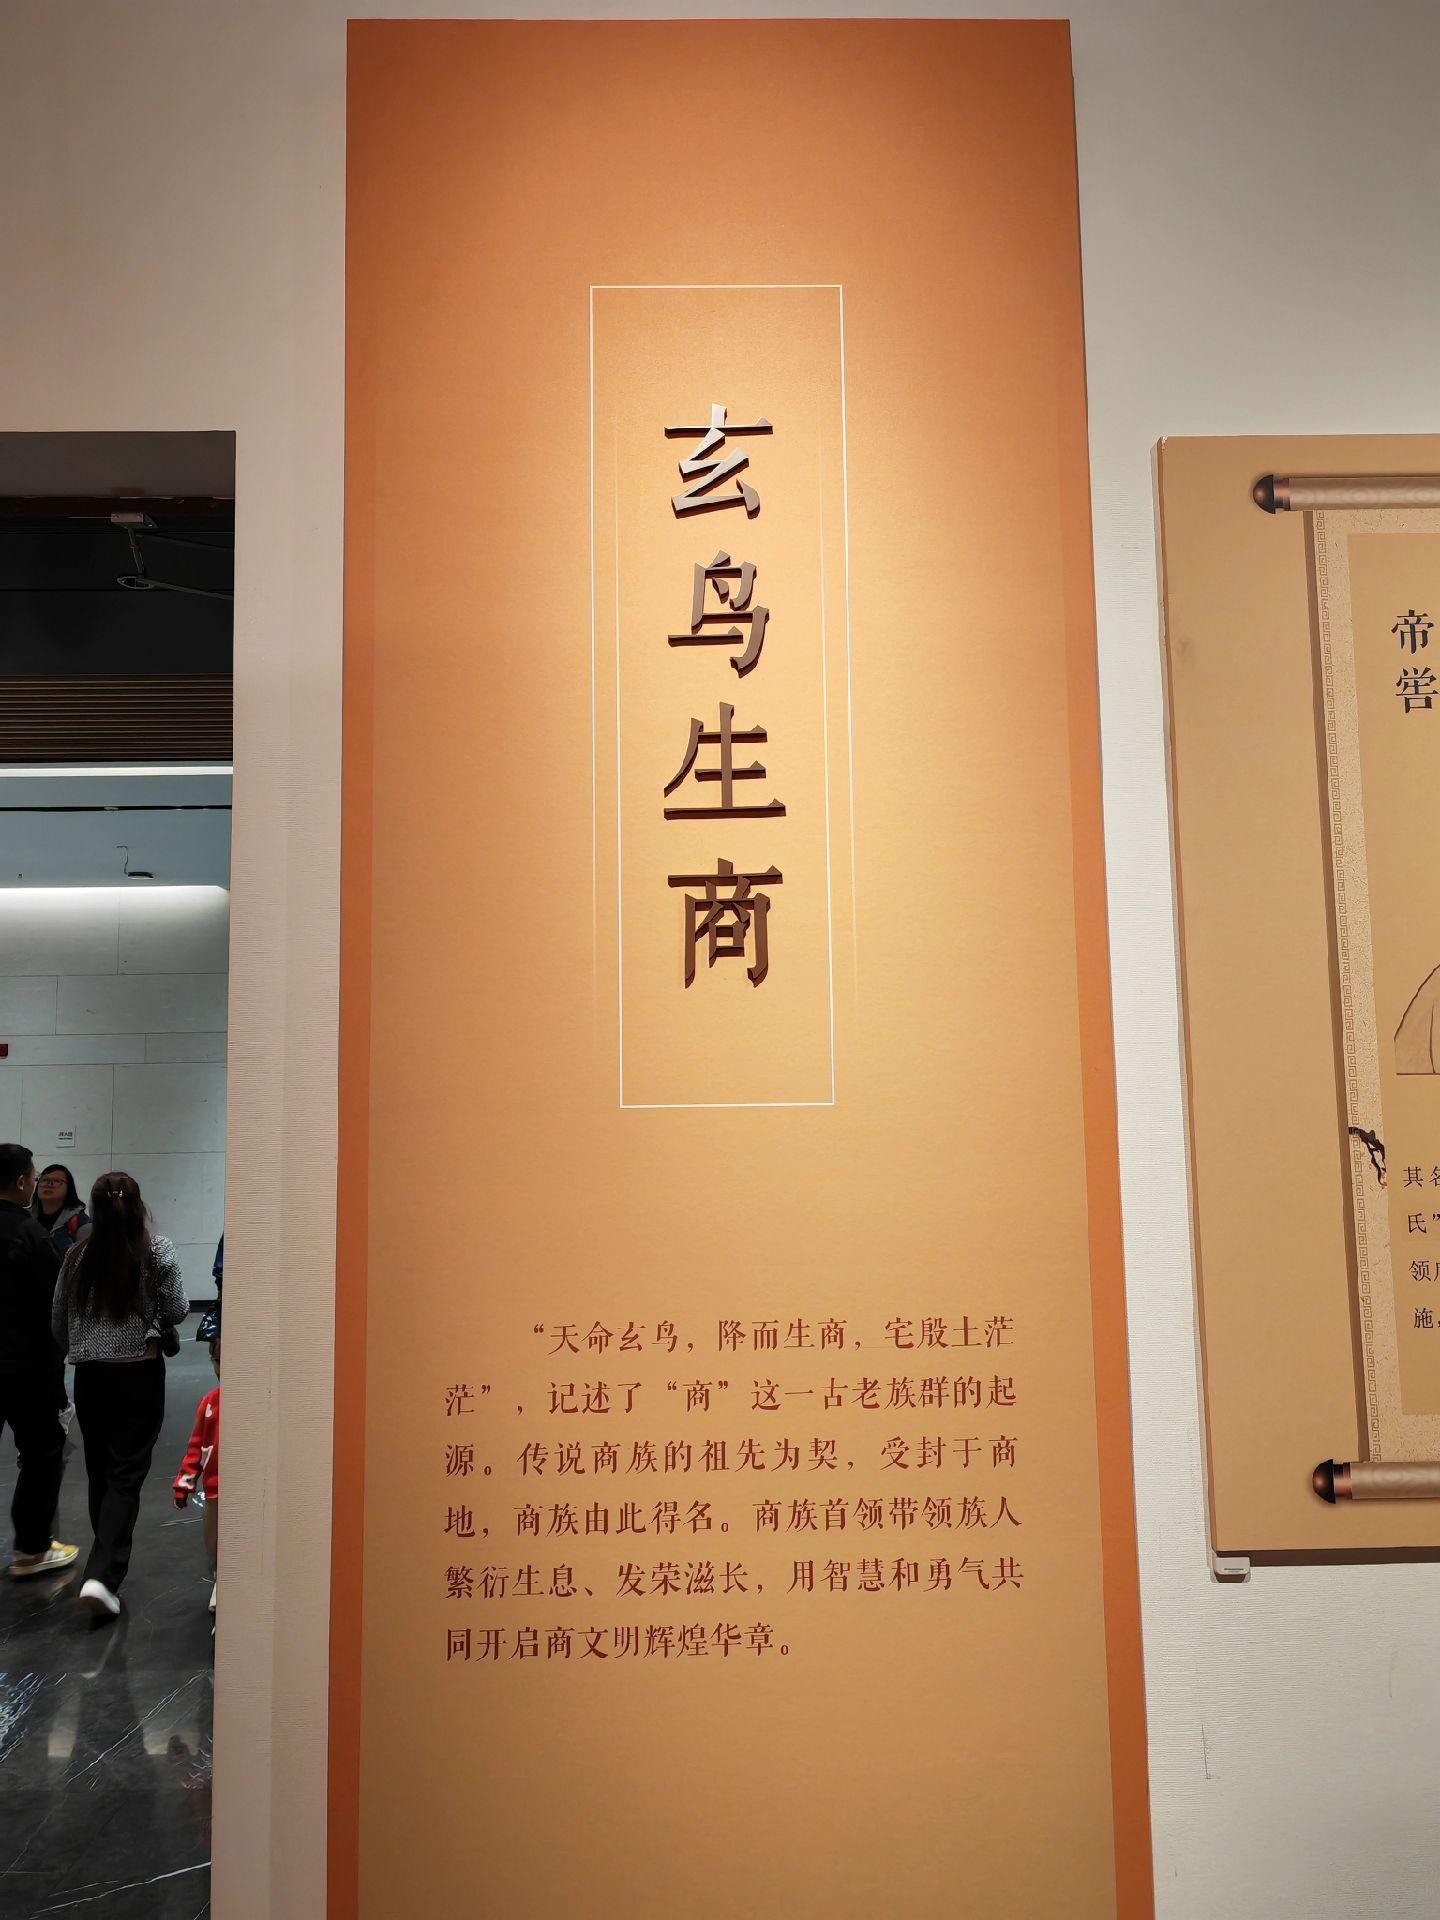 玄鸟生商
“天命玄鸟，降而生商，宅殷土茫
茫”，记述了“商”这一古老族群的起
源。传说商族的祖先为契，受封于商
地，商族由此得名。商族首领带领族人
繁衍生息、发荣滋长，用智慧和勇气共
同开启商文明辉煌华章。
帝喾
其名
氏”
领
施，